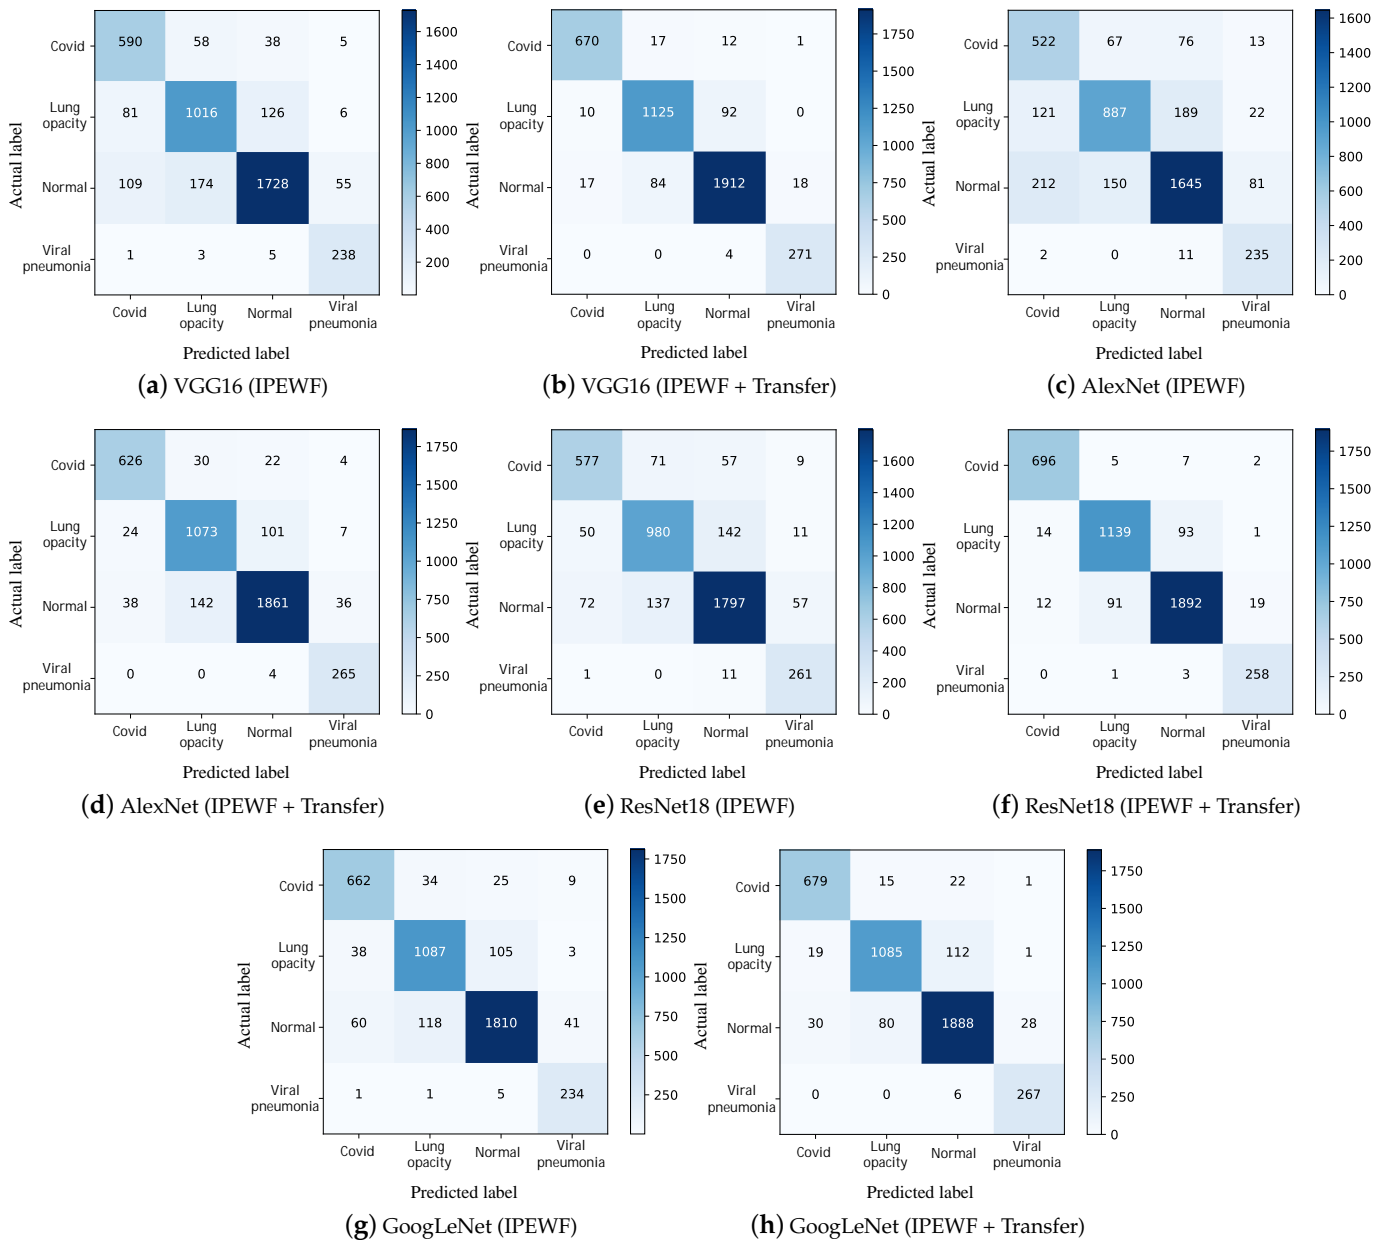 Actual label
Covid 590 58 38 5
Lung opacity 81 1016 126 6
Normal 109 174 1728 55
Viral pneumonia 1 3 5 238
Covid Lung opacity Normal Viral pneumonia
Predicted label
1600
1400
1200
1000
800
600
400
200
(a) VGG16 (IPEWF)
Actual label
Covid 670 17 12 1
Lung opacity 10 1125 92 0
Normal 17 84 1912 18
Viral pneumonia 0 0 4 271
Covid Lung opacity Normal Viral pneumonia
Predicted label
1750
1500
1250
1000
750
500
250
0
(b) VGG16 (IPEWF + Transfer)
Actual label
Covid 522 67 76 13
Lung opacity 121 887 189 22
Normal 212 150 1645 81
Viral pneumonia 2 0 11 235
Covid Lung opacity Normal Viral pneumonia
Predicted label
1600
1400
1200
1000
800
600
400
200
0
(c) AlexNet (IPEWF)
Actual label
Covid 626 30 22 4
Lung opacity 24 1073 101 7
Normal 38 142 1861 36
Viral pneumonia 0 0 4 265
Covid Lung opacity Normal Viral pneumonia
Predicted label
1750
1500
1250
1000
750
500
250
0
(d) AlexNet (IPEWF + Transfer)
Actual label
Covid 577 71 57 9
Lung opacity 50 980 142 11
Normal 72 137 1797 57
Viral pneumonia 1 0 11 261
Covid Lung opacity Normal Viral pneumonia
Predicted label
1600
1400
1200
1000
800
600
400
200
0
(e) ResNet18 (IPEWF)
Actual label
Covid 696 5 7 2
Lung opacity 14 1139 93 1
Normal 12 91 1892 19
Viral pneumonia 0 1 3 258
Covid Lung opacity Normal Viral pneumonia
Predicted label
1750
1500
1250
1000
750
500
250
0
(f) ResNet18 (IPEWF + Transfer)
Actual label
Covid 662 34 25 9
Lung opacity 38 1087 105 3
Normal 60 118 1810 41
Viral pneumonia 1 1 5 234
Covid Lung opacity Normal Viral pneumonia
Predicted label
1750
1500
1250
1000
750
500
250
(g) GoogLeNet (IPEWF)
Actual label
Covid 679 15 22 1
Lung opacity 19 1085 112 1
Normal 30 80 1888 28
Viral pneumonia 0 0 6 267
Covid Lung opacity Normal Viral pneumonia
Predicted label
1750
1500
1250
1000
750
500
250
0
(h) GoogLeNet (IPEWF + Transfer)